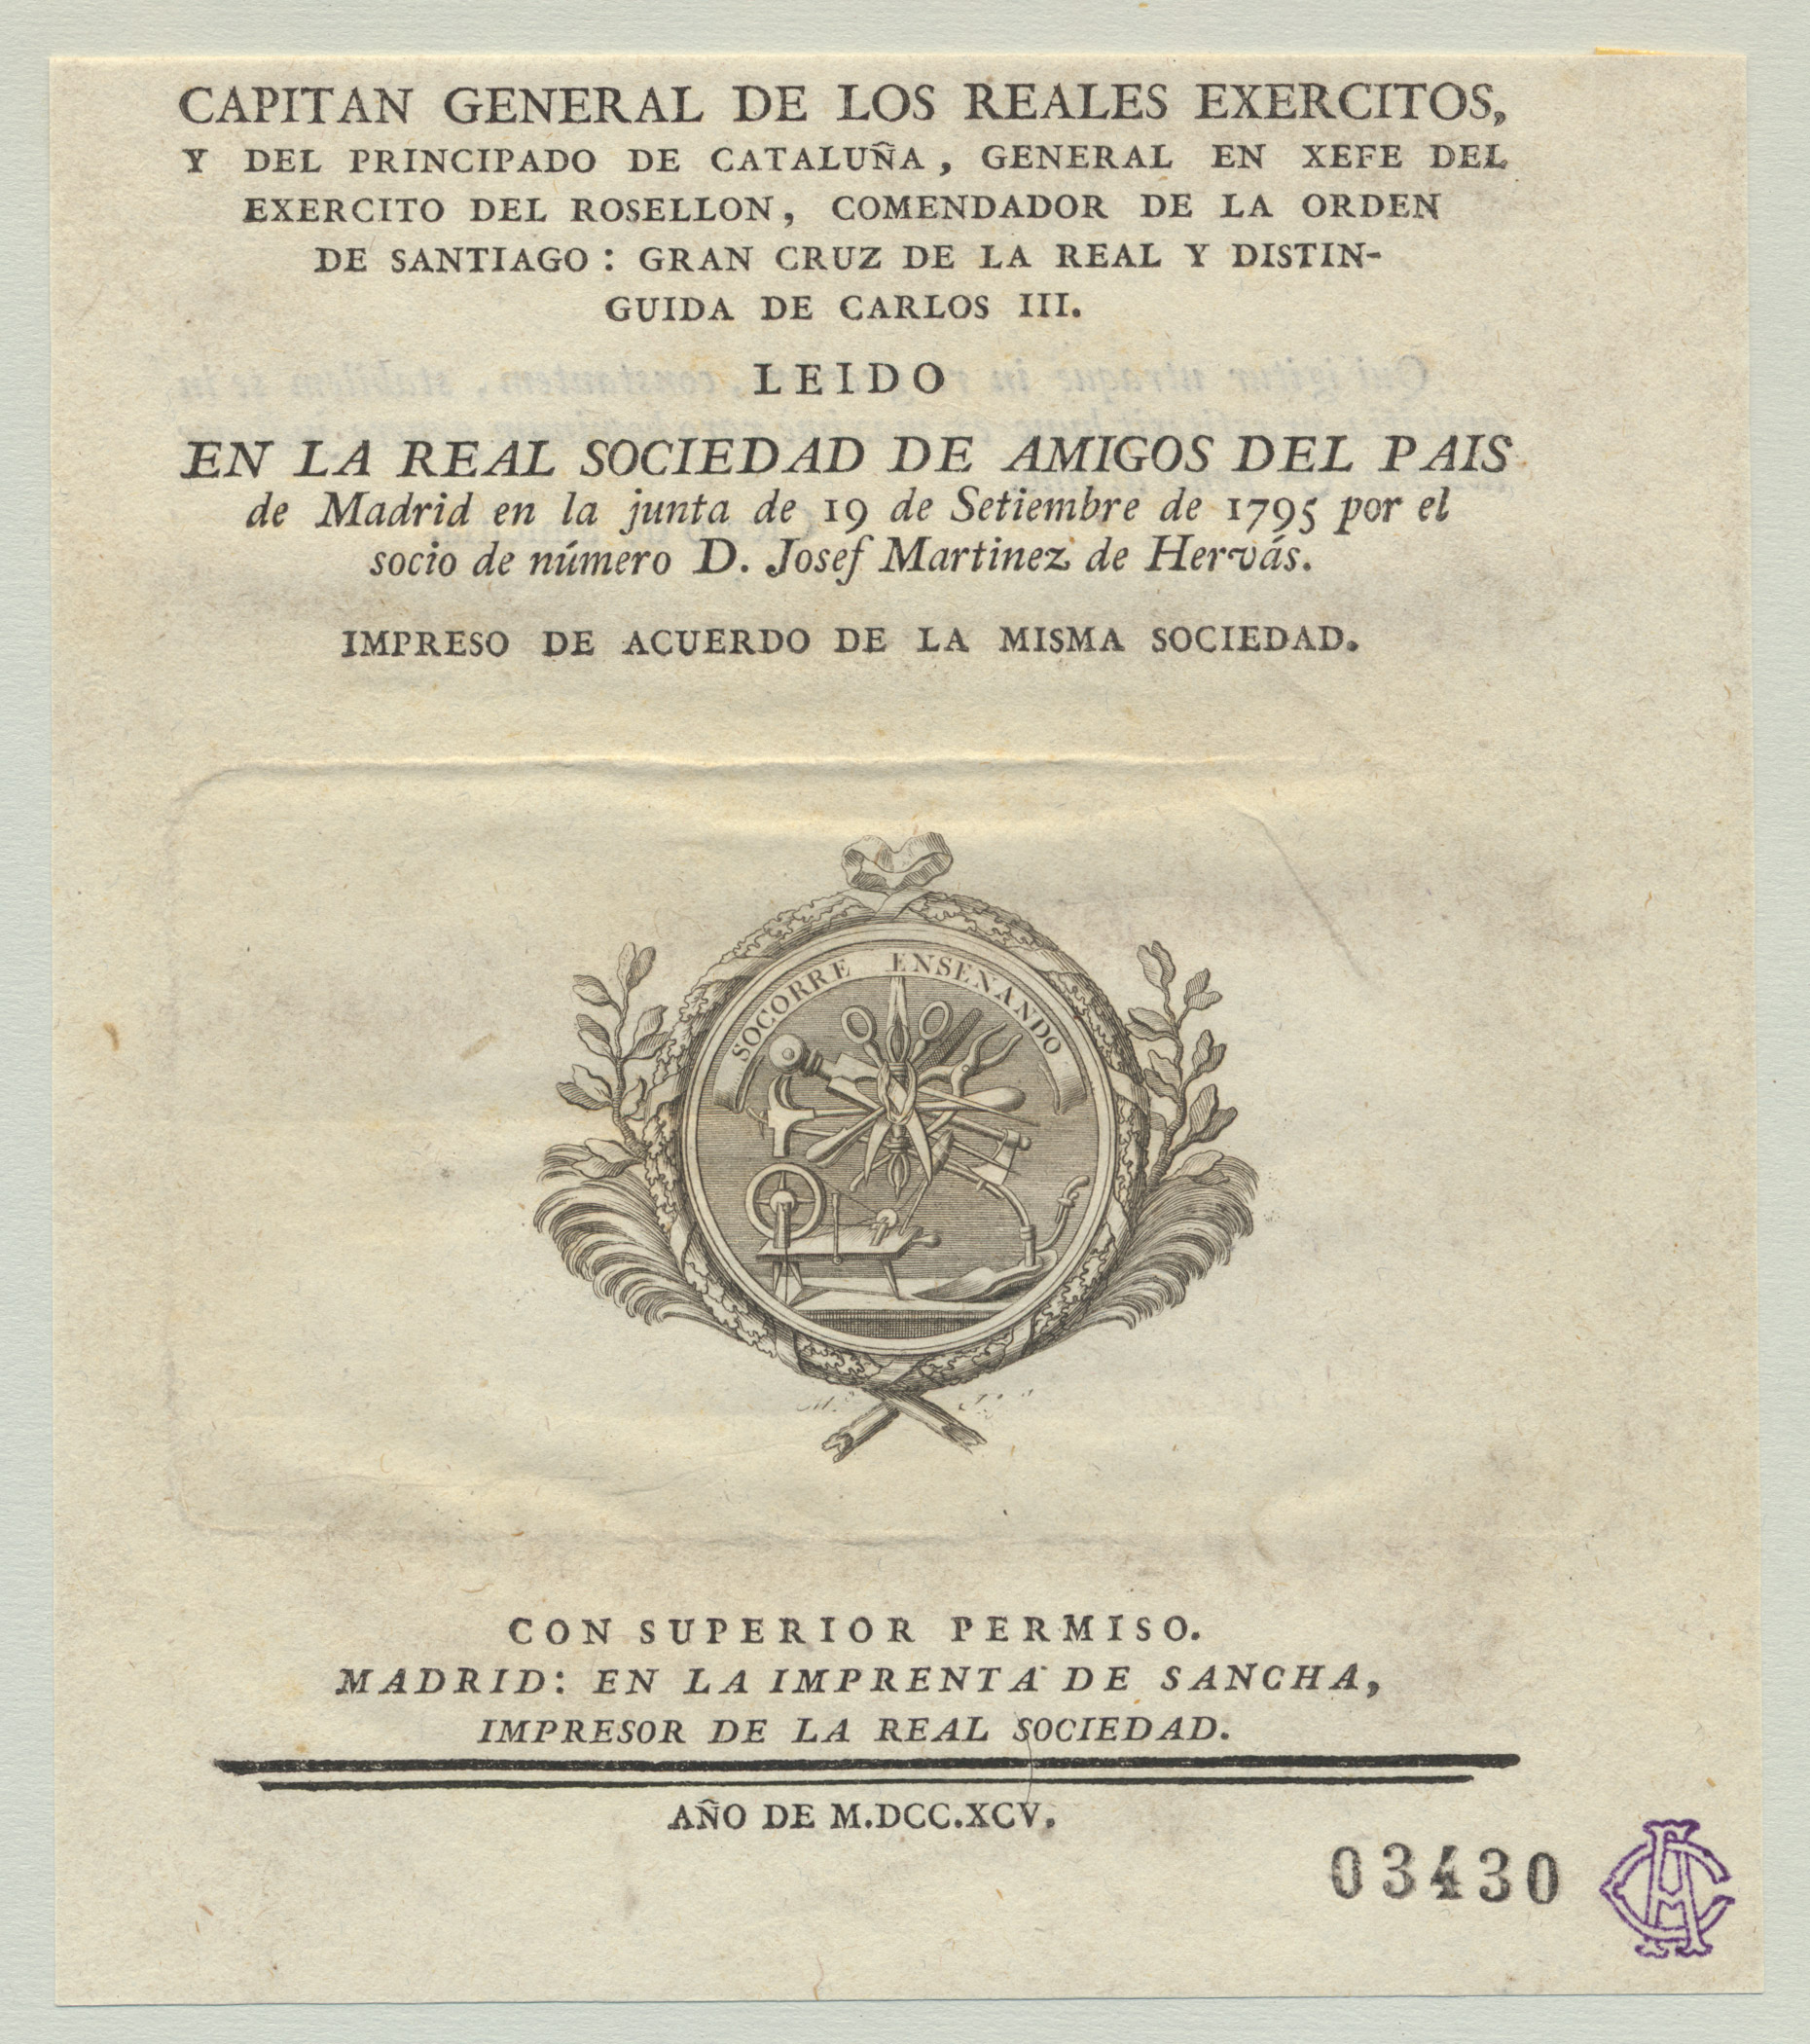 CAPITAN GENERAL DE LOS REALES EXERCITOS,
Y DEL PRINCIPADO DE CATALUÑA, GENERAL EN XEFE DEL
EXERCITO DEL ROSELLON, COMENDADOR DE LA ORDEN
DE SANTIAGO: GRAN CRUZ DE LA REAL Y DISTIN-
GUIDA DE CARLOS III.
LEIDO
EN LA REAL SOCIEDAD DE AMIGOS DEL PAIS
de Madrid en la junta de 19 de Setiembre de 1795 por el
socio de número D. Josef Martinez de Hervás.
IMPRESO DE ACUERDO DE LA MISMA SOCIEDAD.
SOCORRE ENSENANDO
CON SUPERIOR PERMISO.
MADRID: EN LA IMPRENTA DE SANCHA,
IMPRESOR DE LA REAL SOCIEDAD.
AÑO DE M.DCC.XCV.
03430